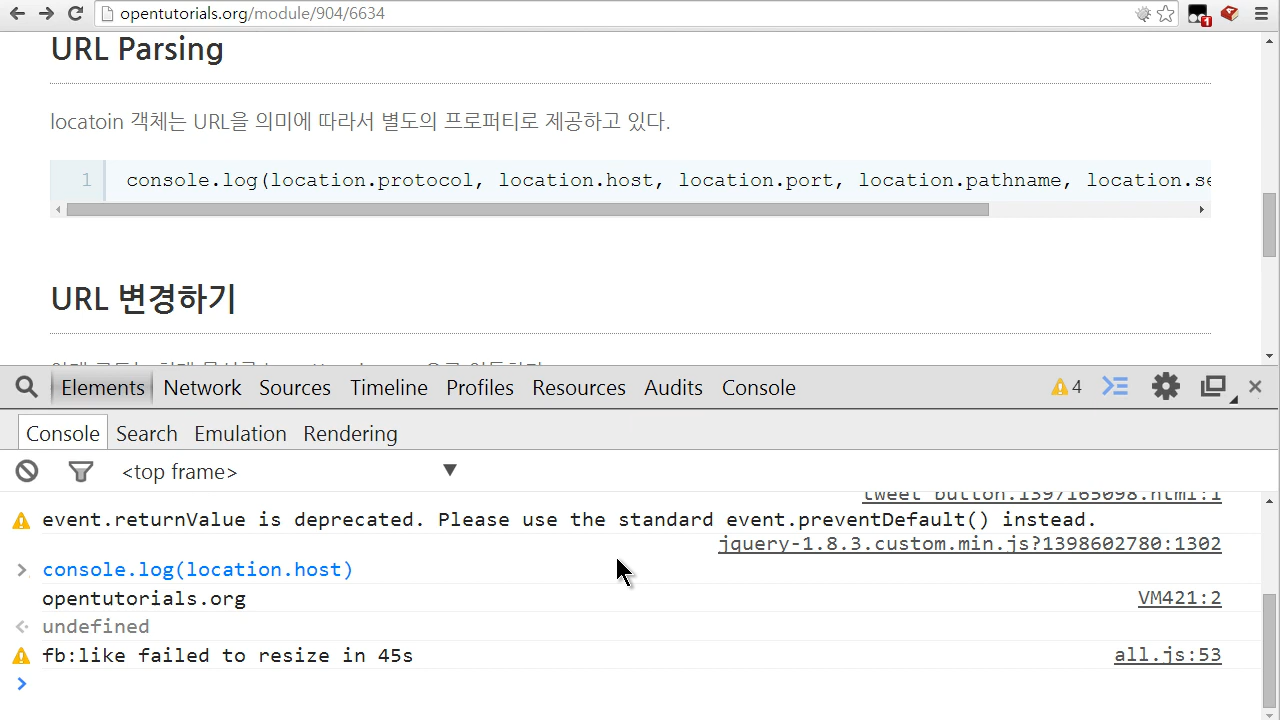 opentutorials.org/module/904/6634
1
URL Parsing
locatoin 객체는 URL을 의미에 따라서 별도의 프로퍼티로 제공하고 있다.
1 console.log(location.protocol, location.host, location.port, location.pathname, location.se
URL 변경하기
Elements Network Sources Timeline Profiles Resources Audits Console 4
Console Search Emulation Rendering
<top frame>
tweet_button.1397165098.html:1
event.returnValue is deprecated. Please use the standard event.preventDefault() instead.
jquery-1.8.3.custom.min.js?1398602780:1302
console.log(location.host)
opentutorials.org VM421:2
undefined
fb:like failed to resize in 45s all.js:53